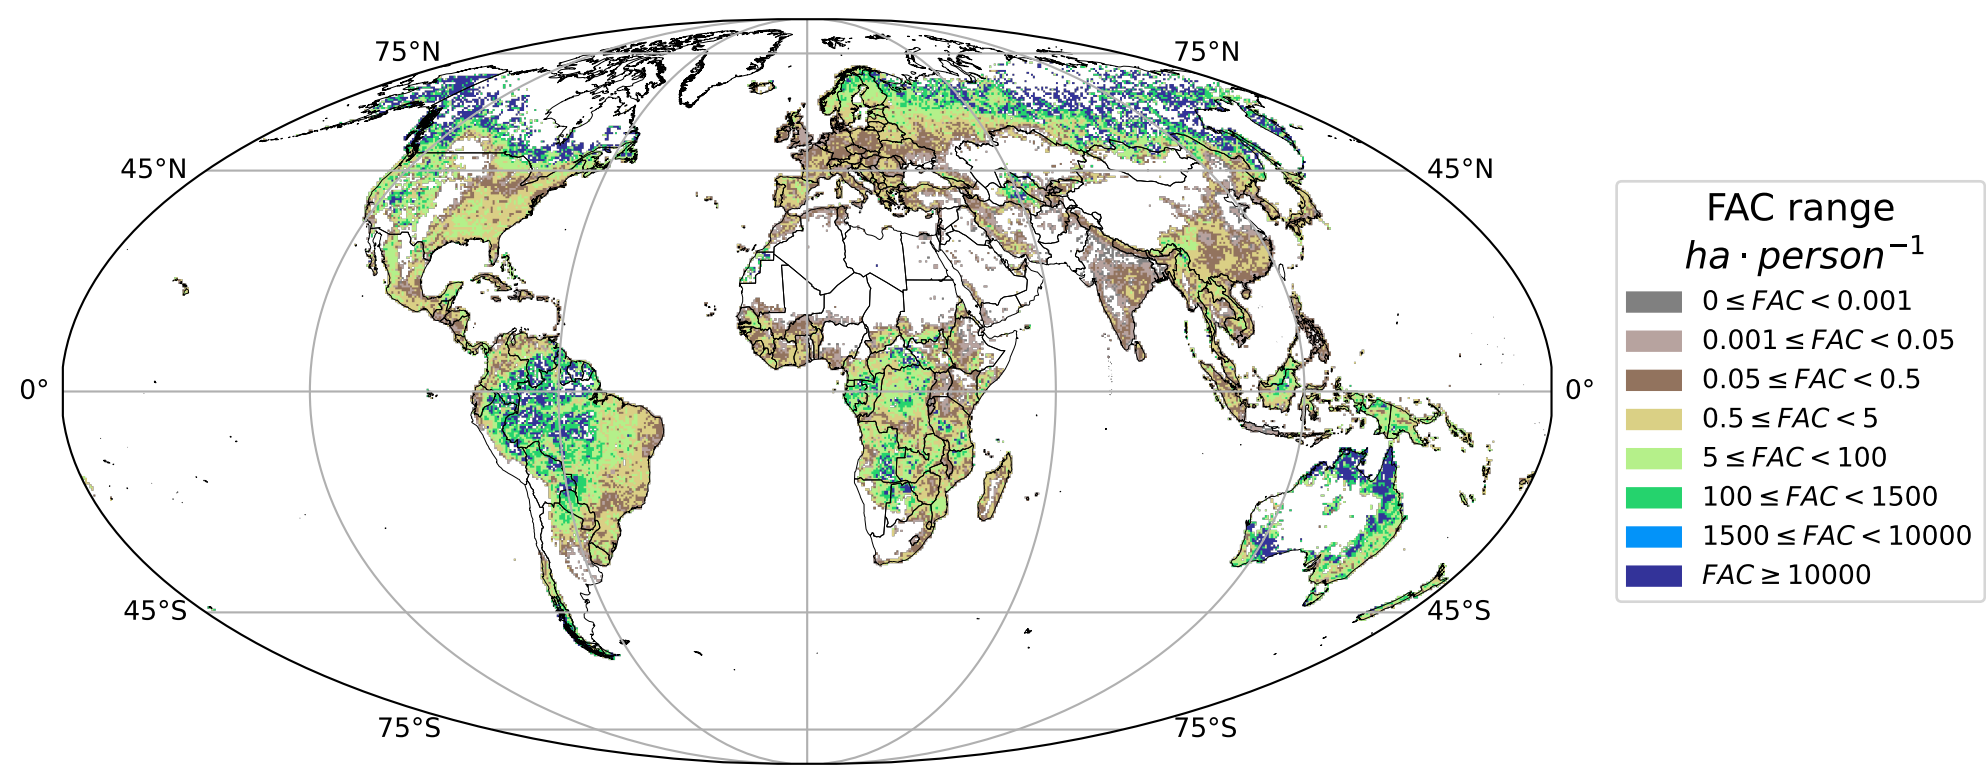 75°N 75°N
45°N 45°N
0° 0°
45°S 45°S
75°S 75°S
FAC range
ha · person⁻¹
0 ≤ FAC < 0.001
0.001 ≤ FAC < 0.05
0.05 ≤ FAC < 0.5
0.5 ≤ FAC < 5
5 ≤ FAC < 100
100 ≤ FAC < 1500
1500 ≤ FAC < 10000
FAC ≥ 10000